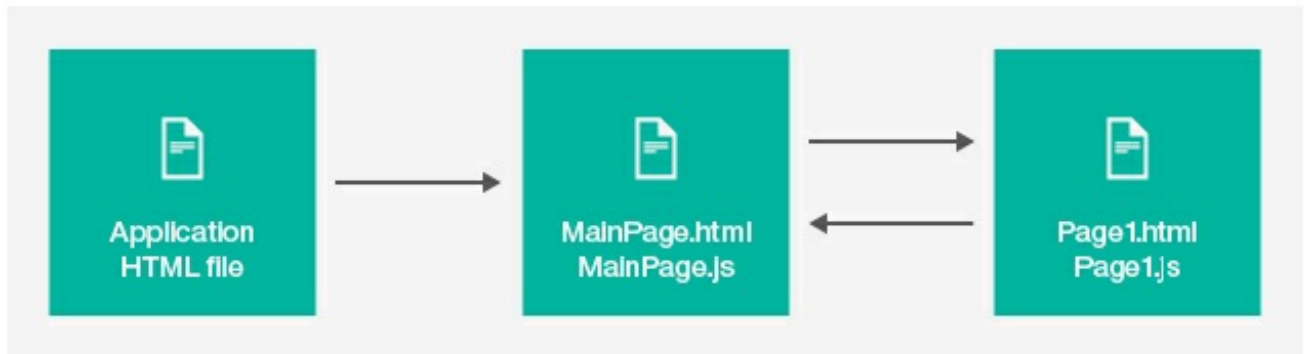 Application
HTML file
MainPage.html
MainPage.js
Page1.html
Page1.js